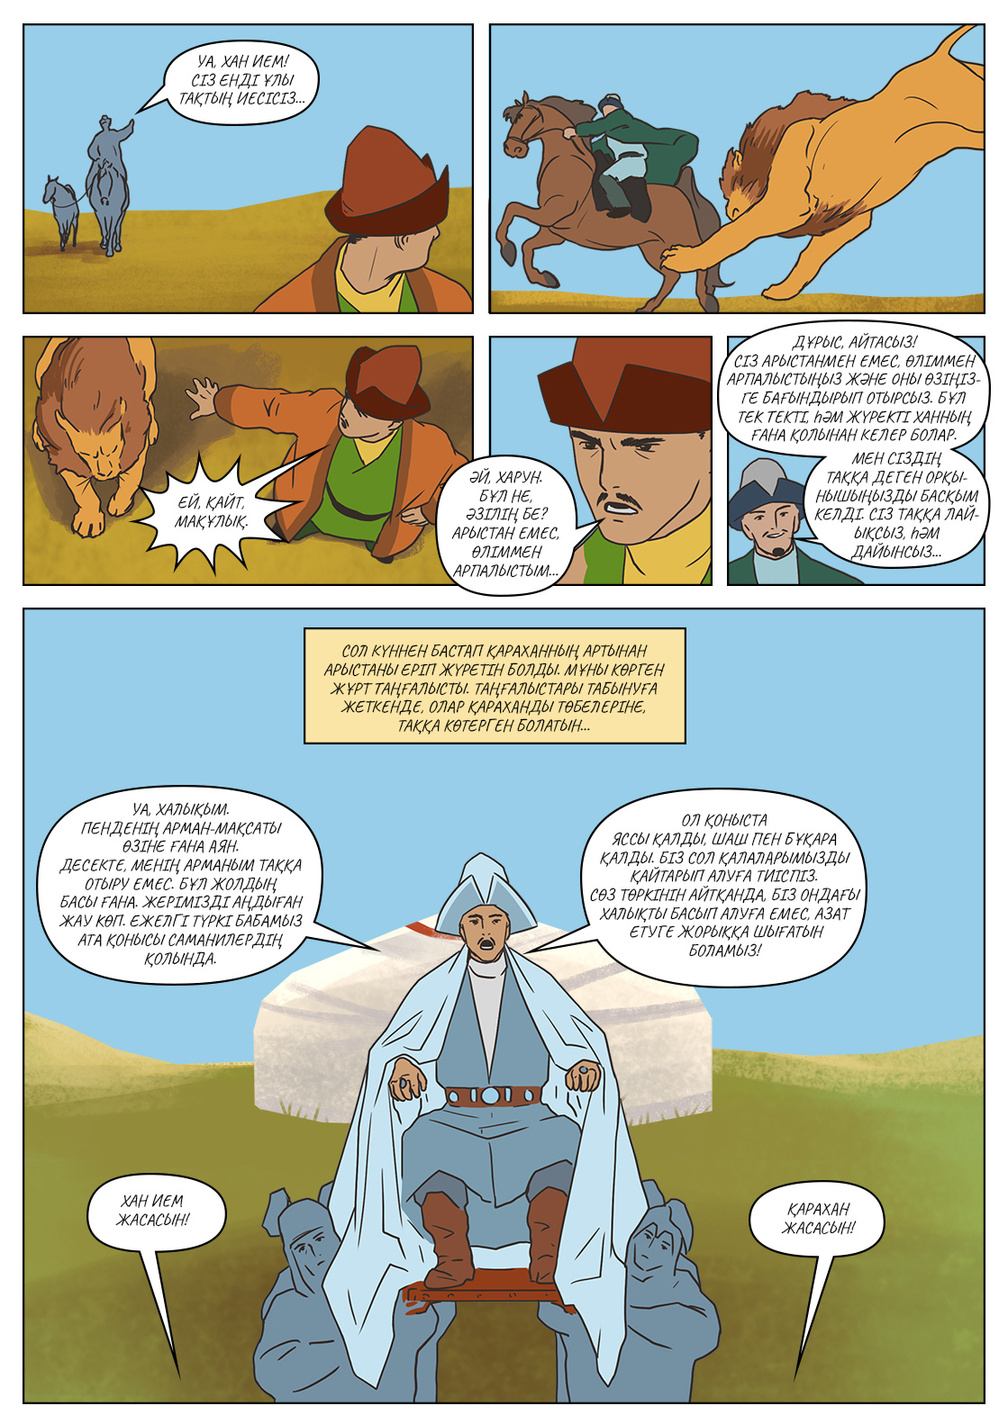 УА, ХАН ИЕМ!
СІЗ ЕНДІ ҰЛЫ
ТАҚТЫҢ ИЕСІСІЗ...
ЕЙ, ҚАЙТ,
МАҚҰЛЫҚ.
ӘЙ, ХАРУН.
БҰЛ НЕ,
ӘЗІЛІҢ БЕ?
АРЫСТАН ЕМЕС,
ӨЛІММЕН
АРПАЛЫСТЫМ...
ДҰРЫС, АЙТАСЫЗ!
СІЗ АРЫСТАНМЕН ЕМЕС, ӨЛІММЕН
АРПАЛЫСТЫҢЫЗ ЖӘНЕ ОНЫ ӨЗІҢІЗ-
ГЕ БАҒЫНДЫРЫП ОТЫРСЫЗ. БҰЛ
ТЕК ТЕКТІ, ҺӘМ ЖҮРЕКТІ ХАННЫҢ
ҒАНА ҚОЛЫНАН КЕЛЕР БОЛАР.
МЕН СІЗДІҢ
ТАҚҚА ДЕГЕН ОРҚЫ-
НЫШЫҢЫЗДЫ БАСҚЫМ
КЕЛДІ. СІЗ ТАҚҚА ЛАЙ-
ЫҚСЫЗ, ҺӘМ
ДАЙЫНСЫЗ...
СОЛ КҮННЕН БАСТАП ҚАРАХАННЫҢ АРТЫНАН
АРЫСТАНЫ ЕРІП ЖҮРЕТІН БОЛДЫ. МҰНЫ КӨРГЕН
ЖҰРТ ТАҢҒАЛЫСТЫ. ТАҢҒАЛЫСТАРЫ ТАБЫНУҒА
ЖЕТКЕНДЕ, ОЛАР ҚАРАХАНДЫ ТӨБЕЛЕРІНЕ,
ТАҚҚА КӨТЕРГЕН БОЛАТЫН...
УА, ХАЛЫҚЫМ.
ПЕНДЕНІҢ АРМАН-МАҚСАТЫ
ӨЗІНЕ ҒАНА АЯН.
ДЕСЕКТЕ, МЕНІҢ АРМАНЫМ ТАҚҚА
ОТЫРУ ЕМЕС. БҰЛ ЖОЛДЫҢ
БАСЫ ҒАНА. ЖЕРІМІЗДІ АҢДЫҒАН
ЖАУ КӨП. ЕЖЕЛГІ ТҮРКІ БАБАМЫЗ
АТА ҚОНЫСЫ САМАНИЛЕРДІҢ
ҚОЛЫНДА.
ОЛ ҚОНЫСТА
ЯССЫ ҚАЛДЫ, ШАШ ПЕН БҰҚАРА
ҚАЛДЫ. БІЗ СОЛ ҚАЛАЛАРЫМЫЗДЫ
ҚАЙТАРЫП АЛУҒА ТИІСПІЗ.
СӨЗ ТӨРКІНІН АЙТҚАНДА, БІЗ ОНДАҒЫ
ХАЛЫҚТЫ БАСЫП АЛУҒА ЕМЕС, АЗАТ
ЕТУГЕ ЖОРЫҚҚА ШЫҒАТЫН
БОЛАМЫЗ!
ХАН ИЕМ
ЖАСАСЫН!
ҚАРАХАН
ЖАСАСЫН!